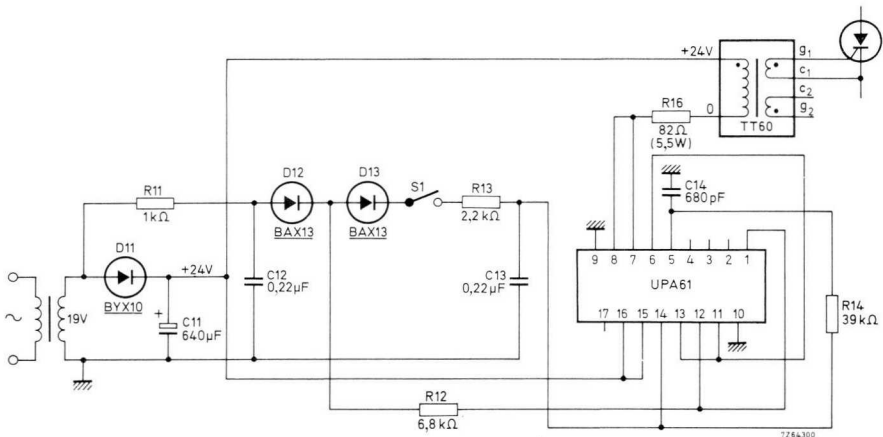 +24V
g1
c1
c2
g2
0
TT60
R16
82Ω
(5,5W)
D12
D13
S1
R13
R11
1kΩ
BAX13
BAX13
2,2kΩ
C14
680pF
D11
+24V
BYX10
19V
~
+
C11
640µF
C12
0,22µF
C13
0,22µF
9 8 7 6 5 4 3 2 1
UPA61
17 16 15 14 13 12 11 10
R14
39kΩ
R12
6,8kΩ
7Z64300